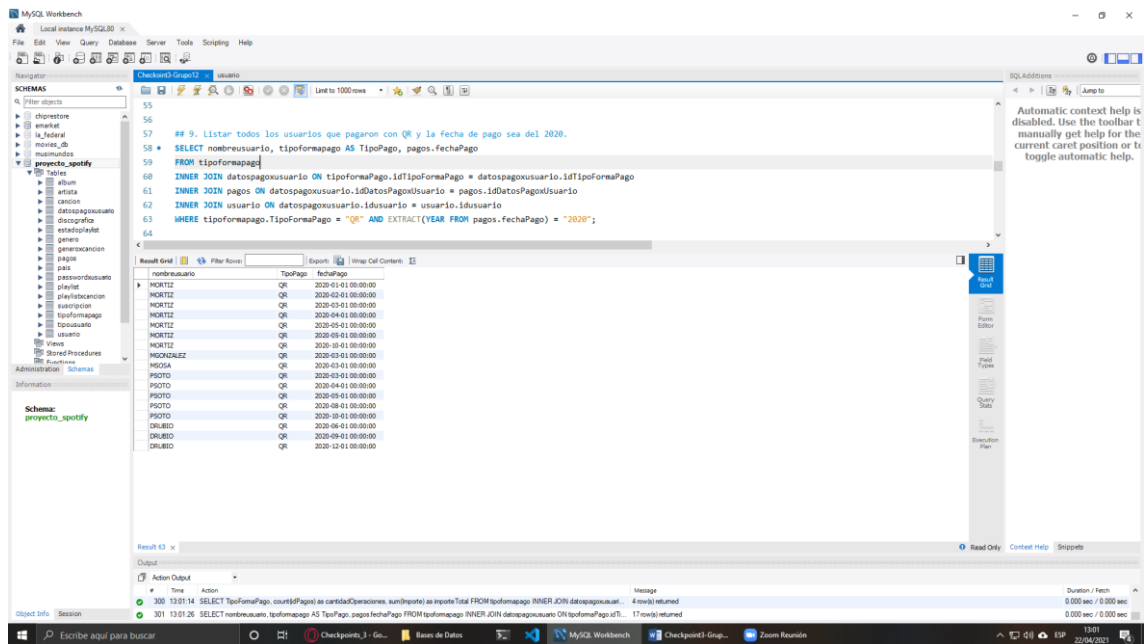 MySQL Workbench
Local instance MySQL80 ×
File Edit View Query Database Server Tools Scripting Help
Navigator
SCHEMAS
Filter objects
chiprestore
emarket
la_federal
movies_db
musimundos
proyecto_spotify
Tables
album
artista
cancion
datospagoxusuario
discografica
estadoplaylist
genero
generoxcancion
pagos
pais
passwordxusuario
playlist
playlistxcancion
suscripcion
tipoformapago
tipousuario
usuario
Views
Stored Procedures
Functions
Administration Schemas
Information
Schema:
proyecto_spotify
Object Info Session
Checkpoint3-Grupo12 × usuario
Limit to 1000 rows
55
56
57 ## 9. Listar todos los usuarios que pagaron con QR y la fecha de pago sea del 2020.
58 SELECT nombreusuario, tipoformapago AS TipoPago, pagos.fechaPago
59 FROM tipoformapago
60 INNER JOIN datospagoxusuario ON tipoformaPago.idTipoFormaPago = datospagoxusuario.idTipoFormaPago
61 INNER JOIN pagos ON datospagoxusuario.idDatosPagoxUsuario = pagos.idDatosPagoxUsuario
62 INNER JOIN usuario ON datospagoxusuario.idusuario = usuario.idusuario
63 WHERE tipoformapago.TipoFormaPago = "QR" AND EXTRACT(YEAR FROM pagos.fechaPago) = "2020";
64
Result Grid Filter Rows: Export: Wrap Cell Content:
nombreusuario TipoPago fechaPago
MORTIZ QR 2020-01-01 00:00:00
MORTIZ QR 2020-02-01 00:00:00
MORTIZ QR 2020-03-01 00:00:00
MORTIZ QR 2020-04-01 00:00:00
MORTIZ QR 2020-05-01 00:00:00
MORTIZ QR 2020-05-01 00:00:00
MORTIZ QR 2020-10-01 00:00:00
MGONZALEZ QR 2020-03-01 00:00:00
MSOSA QR 2020-03-01 00:00:00
PSOTO QR 2020-03-01 00:00:00
PSOTO QR 2020-04-01 00:00:00
PSOTO QR 2020-05-01 00:00:00
PSOTO QR 2020-08-01 00:00:00
PSOTO QR 2020-10-01 00:00:00
DRUBIO QR 2020-06-01 00:00:00
DRUBIO QR 2020-09-01 00:00:00
DRUBIO QR 2020-12-01 00:00:00
Result Grid
Form Editor
Field Types
Query Stats
Execution Plan
Result 63 × Read Only
SQLAdditions
Jump to
Automatic context help is
disabled. Use the toolbar t
manually get help for the
current caret position or to
toggle automatic help.
Context Help Snippets
Output
Action Output
# Time Action Message Duration / Fetch
300 13:01:14 SELECT TipoFormaPago, count(idPagos) as cantidadOperaciones, sum(Importe) as importeTotal FROM tipoformapago INNER JOIN datospagoxusuari... 4 row(s) returned 0.000 sec / 0.000 sec
301 13:01:26 SELECT nombreusuario, tipoformapago AS TipoPago, pagos.fechaPago FROM tipoformapago INNER JOIN datospagoxusuario ON tipoformaPago.idTi... 17 row(s) returned 0.000 sec / 0.000 sec
Escribe aquí para buscar
Checkpoints_3 - Go...
Bases de Datos
MySQL Workbench
Checkpoint3-Grup...
Zoom Reunión
ESP
13:01
22/04/2021